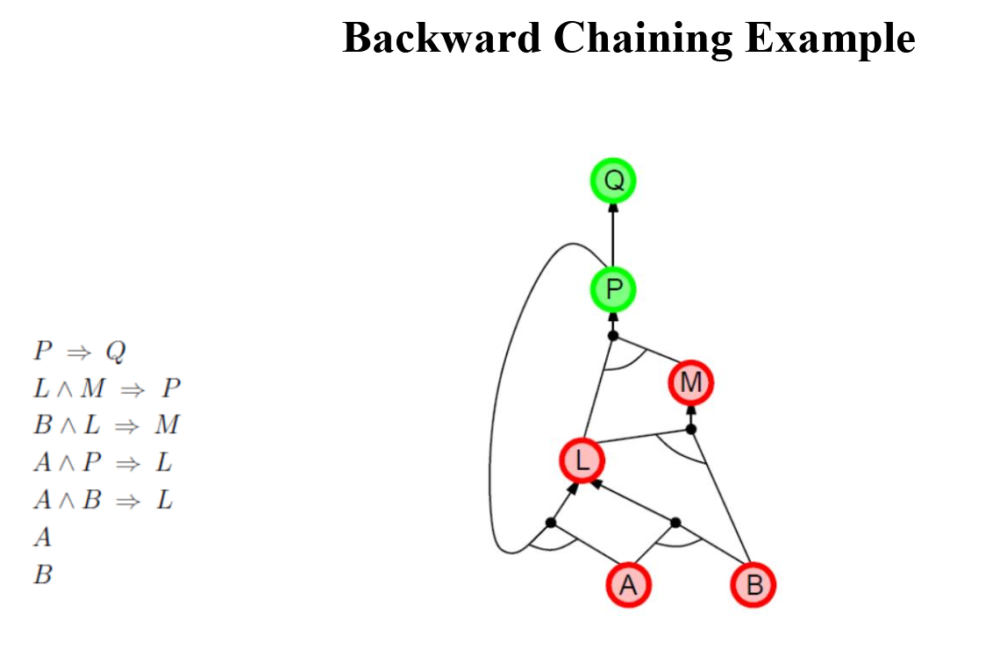 Backward Chaining Example
Q
P
P ⇒ Q
L ∧ M ⇒ P
M
B ∧ L ⇒ M
A ∧ P ⇒ L
L
A ∧ B ⇒ L
A
B
A
B